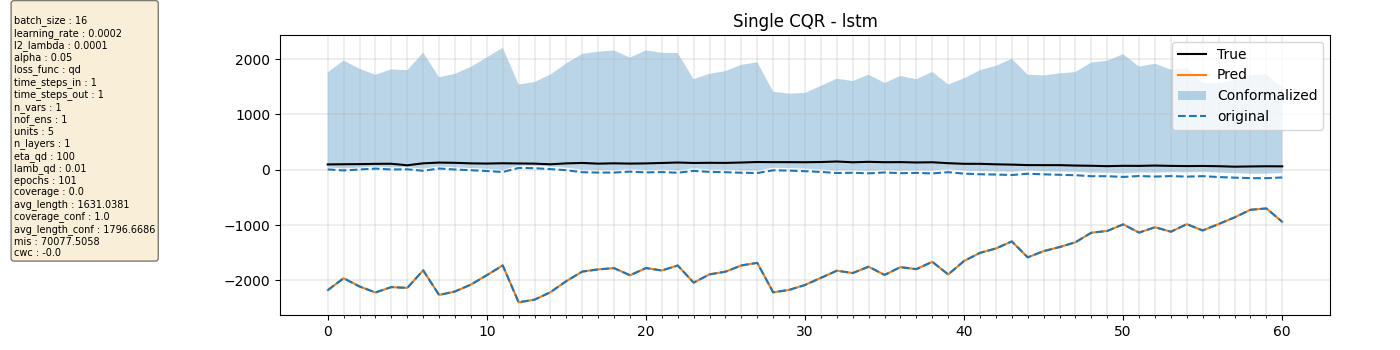 batch_size : 16
learning_rate : 0.0002
l2_lambda : 0.0001
alpha : 0.05
loss_func : qd
time_steps_in : 1
time_steps_out : 1
n_vars : 1
nof_ens : 1
units : 5
n_layers : 1
eta_qd : 100
lamb_qd : 0.01
epochs : 101
coverage : 0.0
avg_length : 1631.0381
coverage_conf : 1.0
avg_length_conf : 1796.6686
mis : 70077.5058
cwc : -0.0
Single CQR - lstm
2000
1000
0
−1000
−2000
True
Pred
Conformalized
original
0 10 20 30 40 50 60